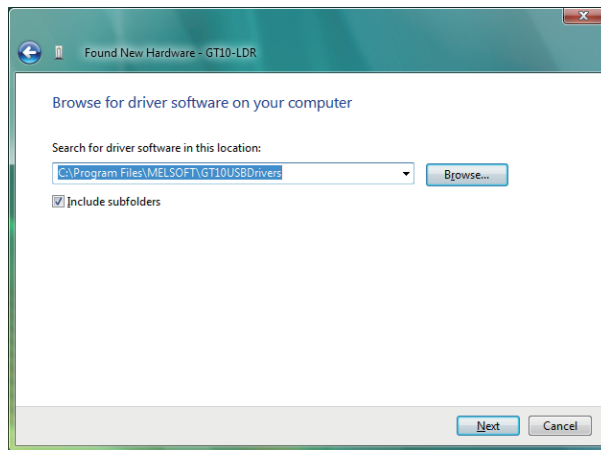 Found New Hardware - GT10-LDR
Browse for driver software on your computer
Search for driver software in this location:
C:\Program Files\MELSOFT\GT10USBDrivers
Browse...
Include subfolders
Next
Cancel